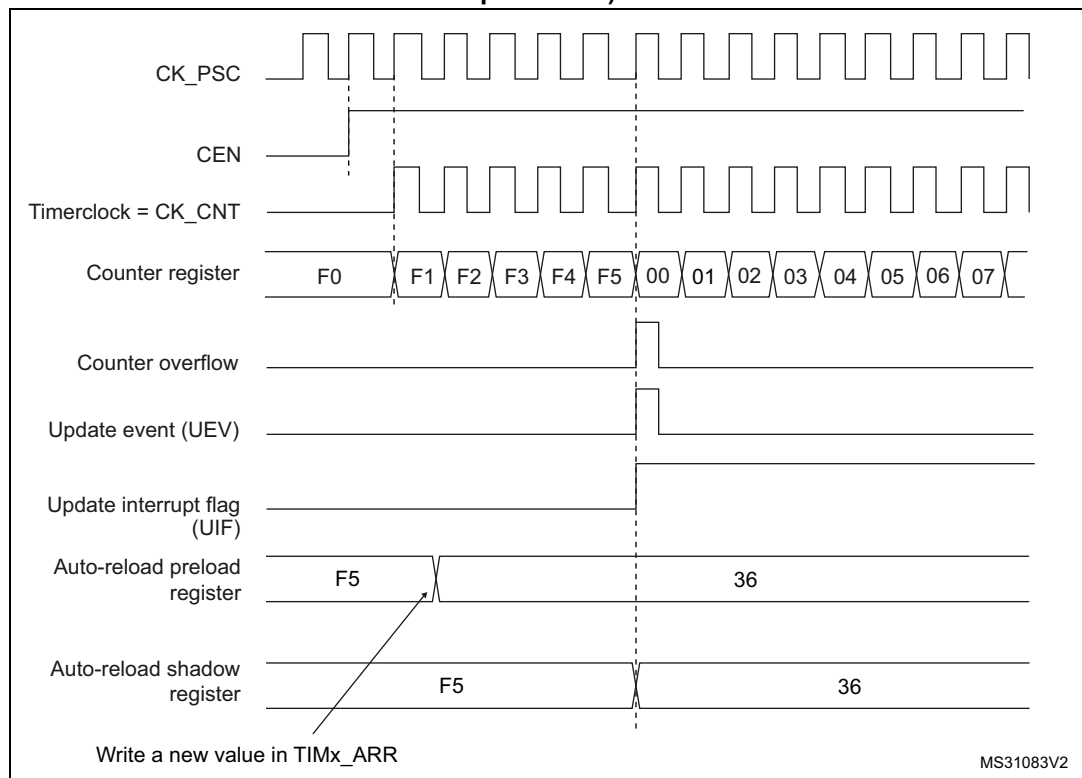 CK_PSC
CEN
Timerclock = CK_CNT
Counter register F0 F1 F2 F3 F4 F5 00 01 02 03 04 05 06 07
Counter overflow
Update event (UEV)
Update interrupt flag
(UIF)
Auto-reload preload
register
F5 36
Auto-reload shadow
register
F5 36
Write a new value in TIMx_ARR
MS31083V2